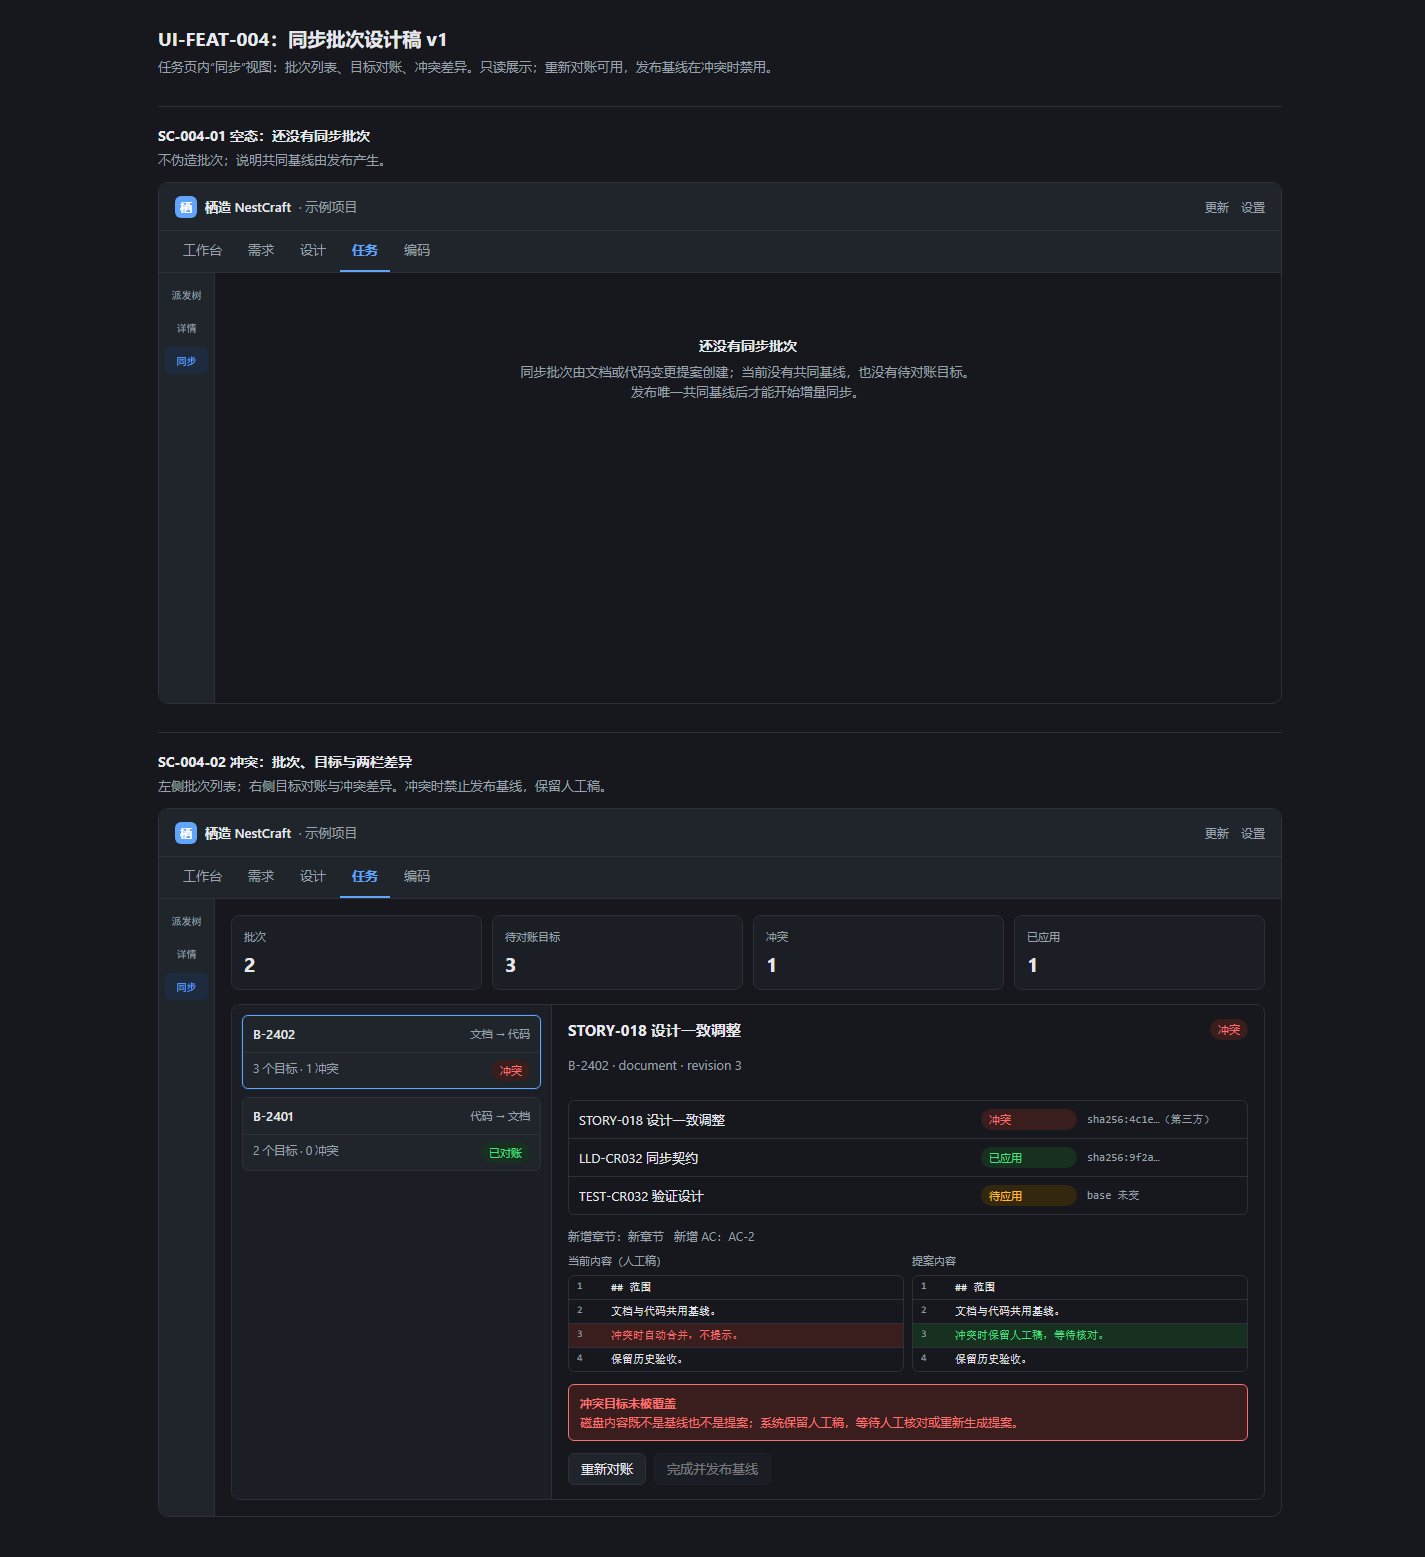 UI-FEAT-004：同步批次设计稿 v1
任务页内“同步”视图：批次列表、目标对账、冲突差异。只读展示；重新对账可用，发布基线在冲突时禁用。
SC-004-01 空态：还没有同步批次
不伪造批次；说明共同基线由发布产生。
栖 栖造 NestCraft · 示例项目 更新 设置
工作台 需求 设计 任务 编码
派发树
详情
同步
还没有同步批次
同步批次由文档或代码变更提案创建；当前没有共同基线，也没有待对账目标。
发布唯一共同基线后才能开始增量同步。
SC-004-02 冲突：批次、目标与两栏差异
左侧批次列表；右侧目标对账与冲突差异。冲突时禁止发布基线，保留人工稿。
栖 栖造 NestCraft · 示例项目 更新 设置
工作台 需求 设计 任务 编码
派发树
详情
同步
批次 待对账目标 冲突 已应用
2 3 1 1
B-2402 文档 → 代码
3 个目标 · 1 冲突 冲突
B-2401 代码 → 文档
2 个目标 · 0 冲突 已对账
STORY-018 设计一致调整 冲突
B-2402 · document · revision 3
STORY-018 设计一致调整 冲突 sha256:4c1e…（第三方）
LLD-CR032 同步契约 已应用 sha256:9f2a…
TEST-CR032 验证设计 待应用 base 未变
新增章节：新章节 新增 AC：AC-2
当前内容（人工稿） 提案内容
1 ## 范围 1 ## 范围
2 文档与代码共用基线。 2 文档与代码共用基线。
3 冲突时自动合并，不提示。 3 冲突时保留人工稿，等待核对。
4 保留历史验收。 4 保留历史验收。
冲突目标未被覆盖
磁盘内容既不是基线也不是提案；系统保留人工稿，等待人工核对或重新生成提案。
重新对账 完成并发布基线